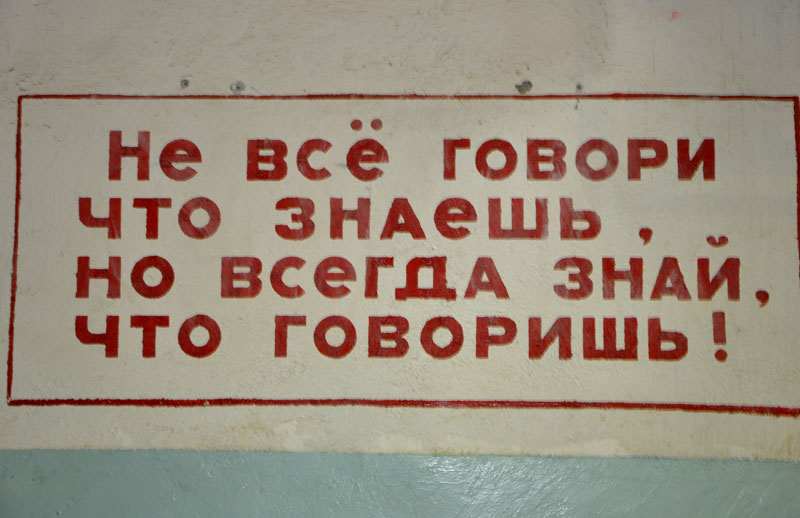 Не всё говори
что знаешь ,
но всегда знай,
что говоришь!